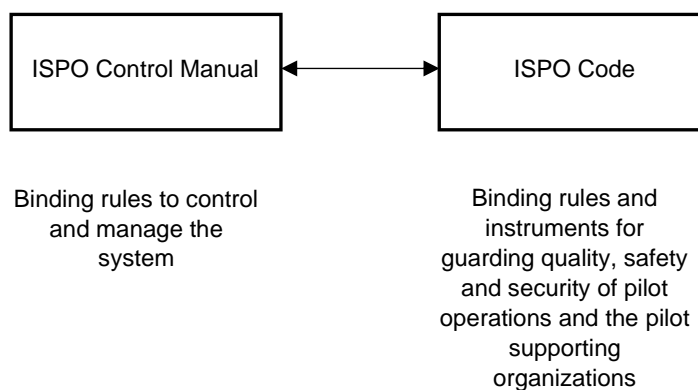 ISPO Control Manual
ISPO Code
Binding rules to control
and manage the
system
Binding rules and
instruments for
guarding quality, safety
and security of pilot
operations and the pilot
supporting
organizations